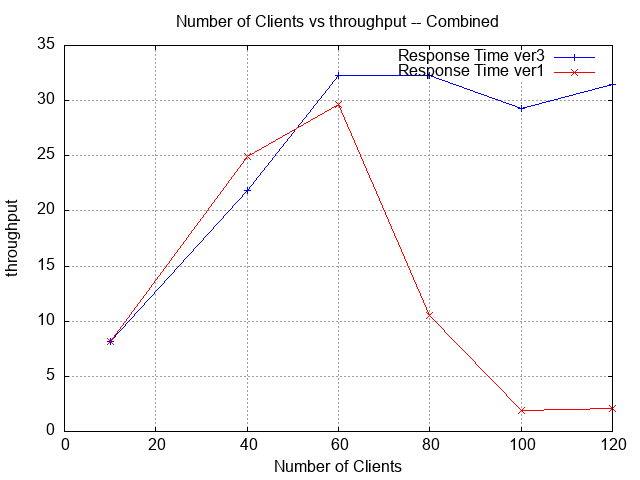 Number of Clients vs throughput -- Combined
Response Time ver3
Response Time ver1
throughput
35
30
25
20
15
10
5
0
0 20 40 60 80 100 120
Number of Clients